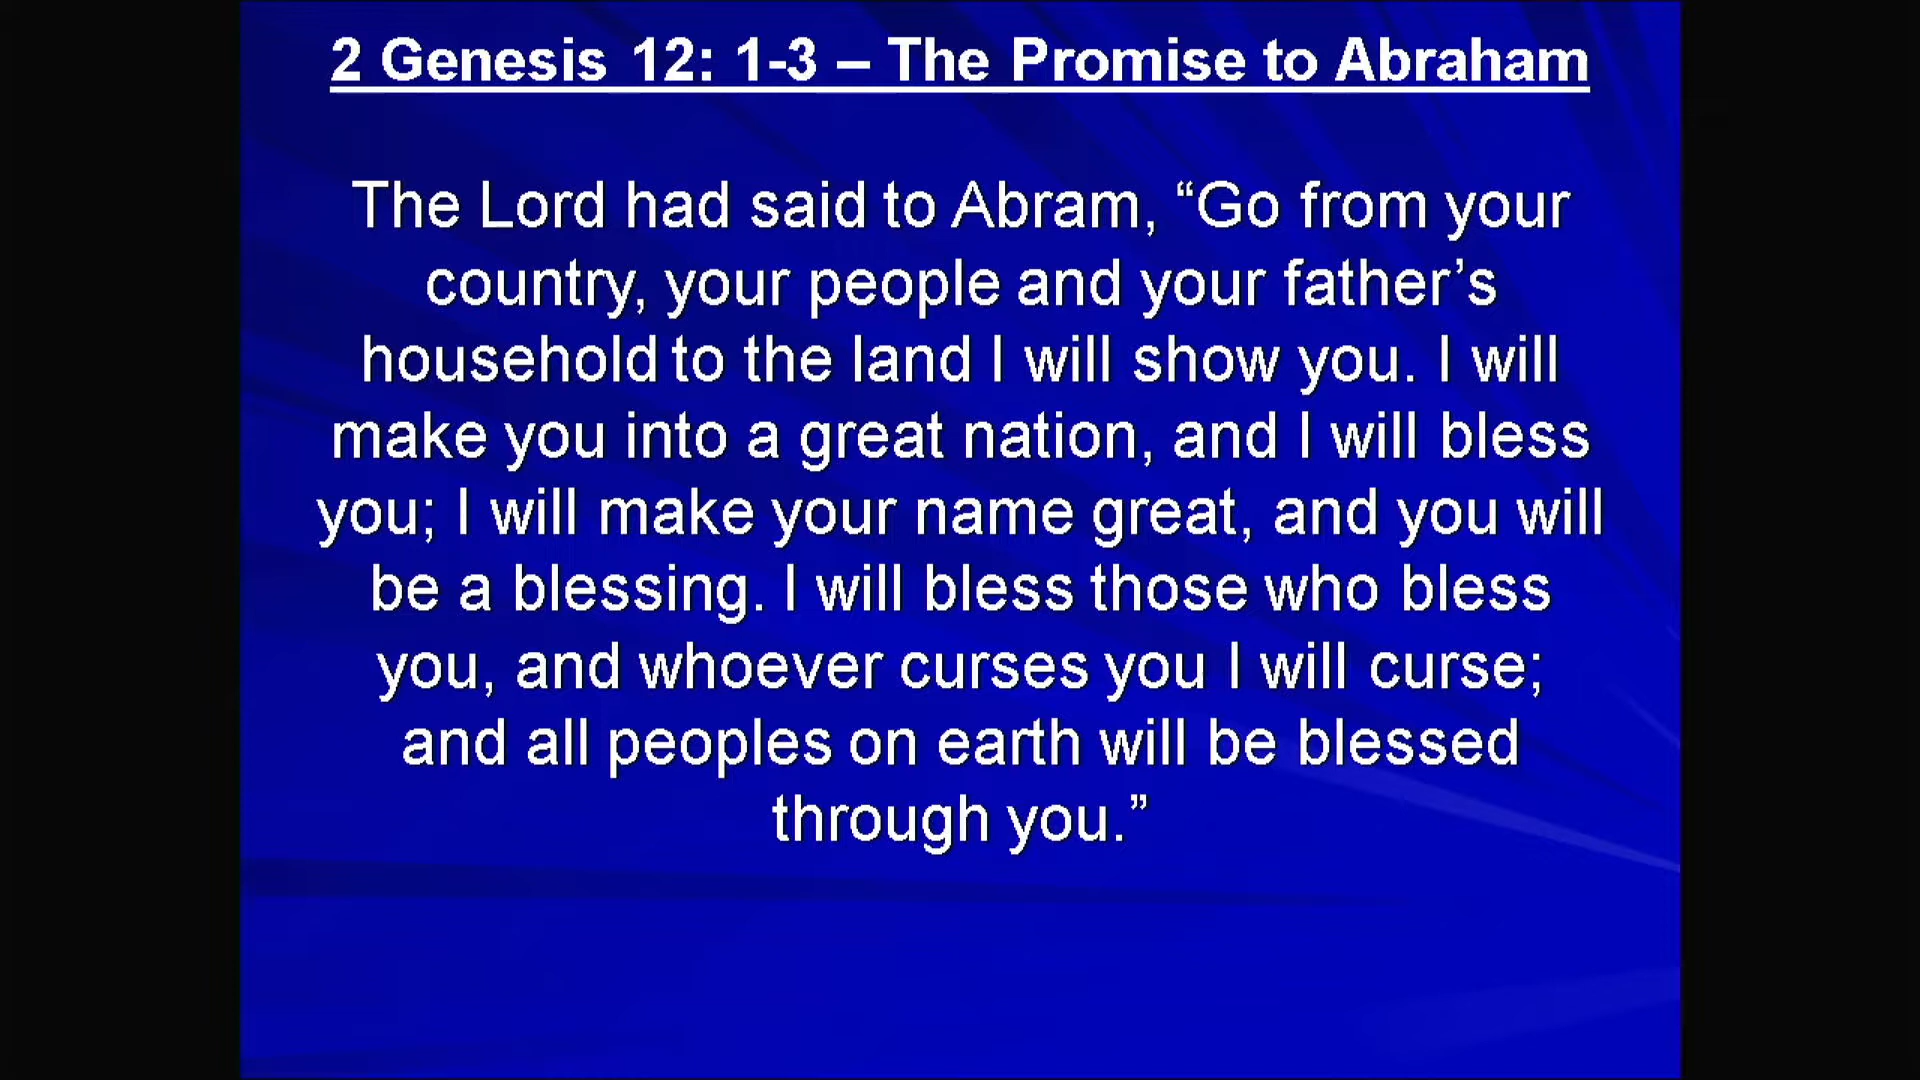 2 Genesis 12: 1-3 – The Promise to Abraham
The Lord had said to Abram, “Go from your
country, your people and your father’s
household to the land I will show you. I will
make you into a great nation, and I will bless
you; I will make your name great, and you will
be a blessing. I will bless those who bless
you, and whoever curses you I will curse;
and all peoples on earth will be blessed
through you.”